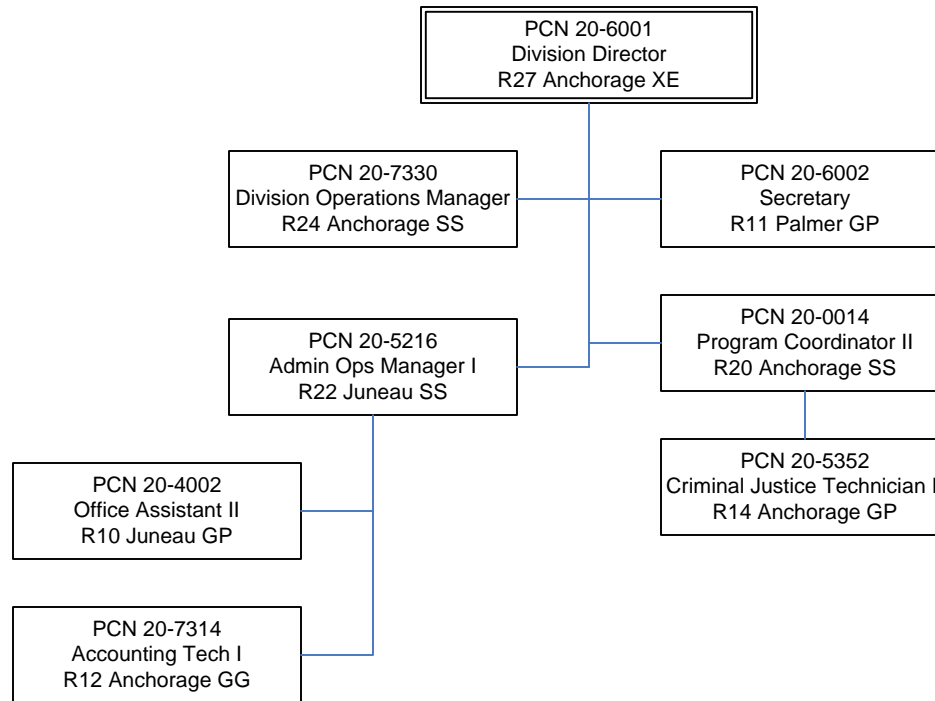 PCN 20-6001
Division Director
R27 Anchorage XE
PCN 20-7330
Division Operations Manager
R24 Anchorage SS
PCN 20-6002
Secretary
R11 Palmer GP
PCN 20-5216
Admin Ops Manager I
R22 Juneau SS
PCN 20-0014
Program Coordinator II
R20 Anchorage SS
PCN 20-4002
Office Assistant II
R10 Juneau GP
PCN 20-5352
Criminal Justice Technician
R14 Anchorage GP
PCN 20-7314
Accounting Tech I
R12 Anchorage GG